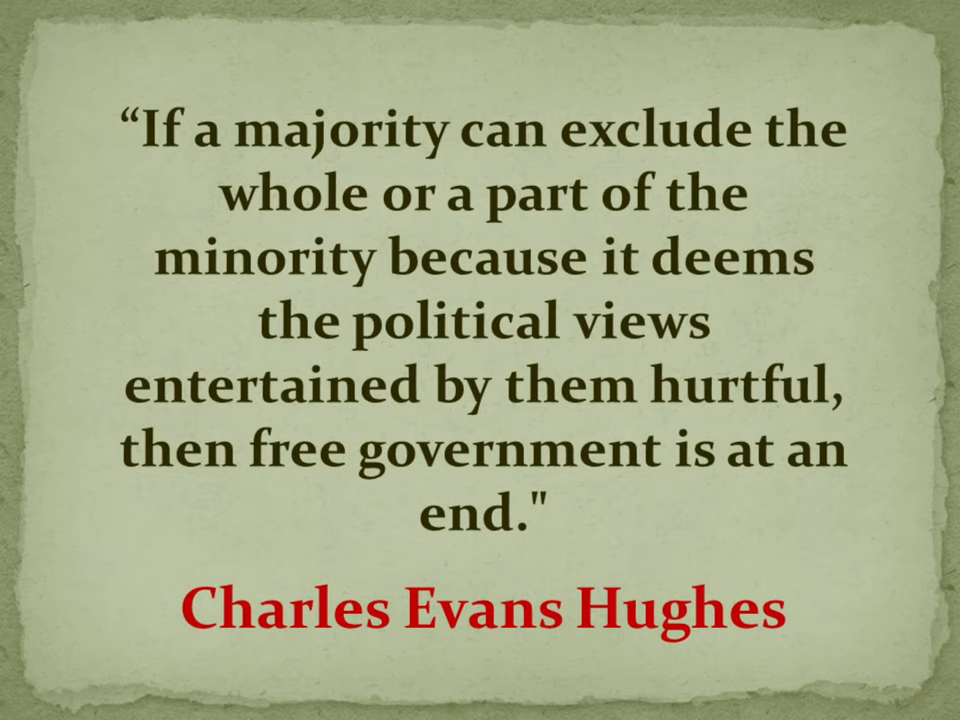 “If a majority can exclude the
whole or a part of the
minority because it deems
the political views
entertained by them hurtful,
then free government is at an
end."
Charles Evans Hughes